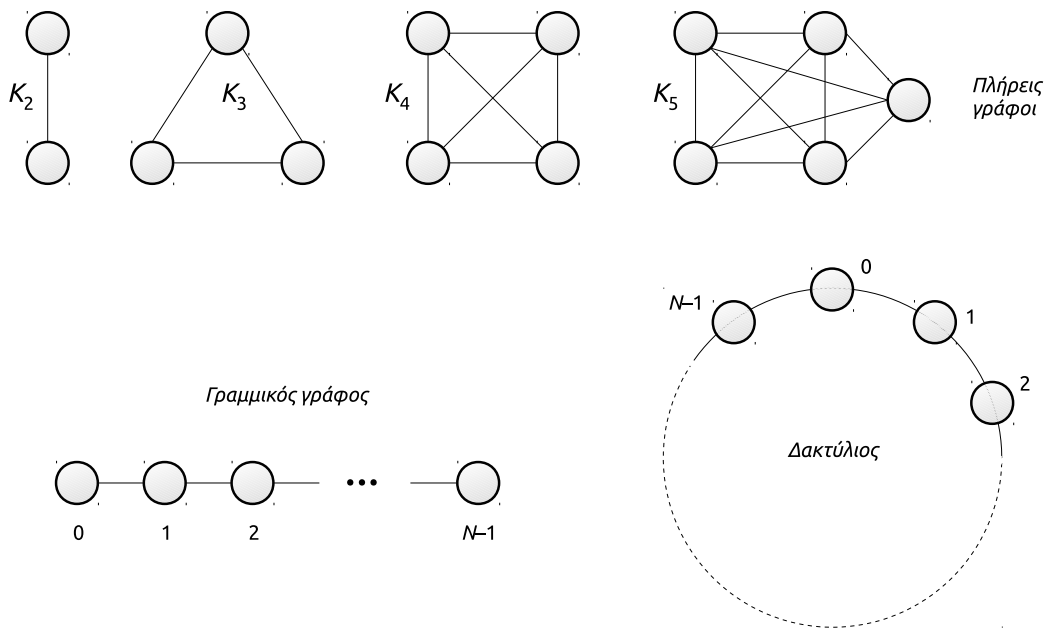 K2
K3
K4
K5
Πλήρεις
γράφοι
Γραμμικός γράφος
0
1
2
•••
N–1
N–1
0
1
2
Δακτύλιος